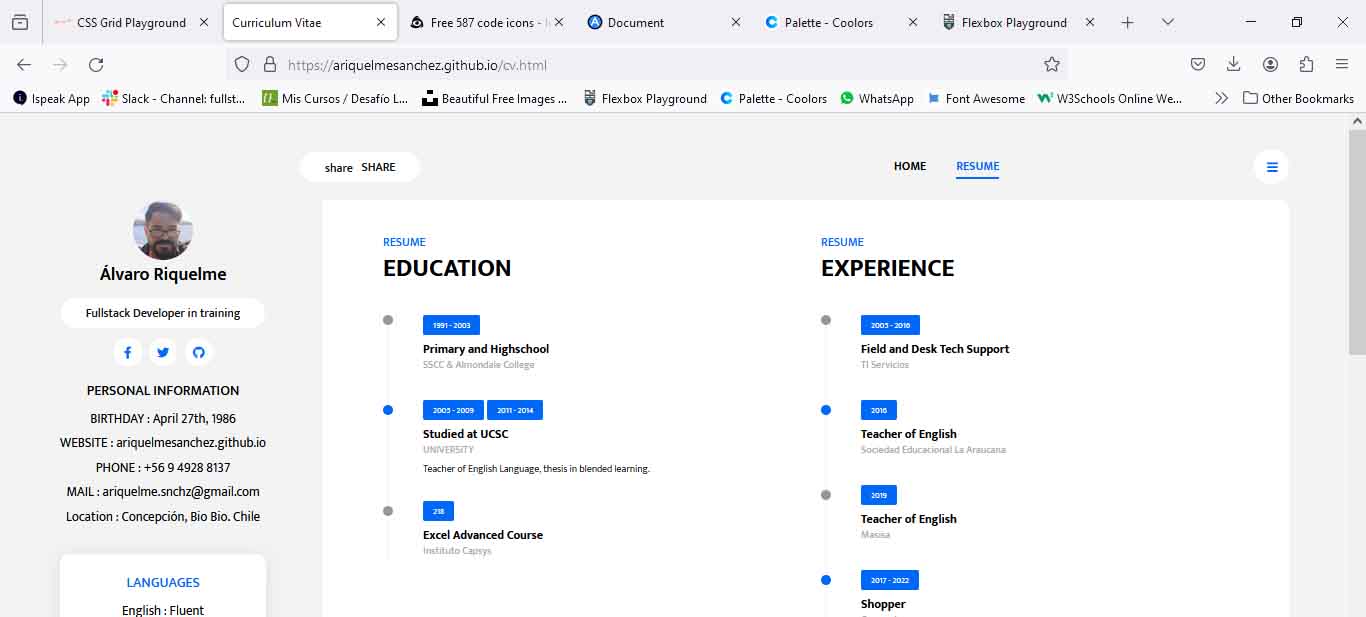 CSS Grid Playground
Curriculum Vitae
Free 587 code icons -
Document
Palette - Coolors
Flexbox Playground
https://ariquelmesanchez.github.io/cv.html
Ispeak App
Slack - Channel: fullst...
Mis Cursos / Desafío L...
Beautiful Free Images ...
Flexbox Playground
Palette - Coolors
WhatsApp
Font Awesome
W3Schools Online We...
Other Bookmarks
share SHARE
HOME
RESUME
Álvaro Riquelme
Fullstack Developer in training
PERSONAL INFORMATION
BIRTHDAY : April 27th, 1986
WEBSITE : ariquelmesanchez.github.io
PHONE : +56 9 4928 8137
MAIL : ariquelme.snchz@gmail.com
Location : Concepción, Bio Bio. Chile
LANGUAGES
English : Fluent
RESUME
EDUCATION
1991 - 2003
Primary and Highschool
SSCC & Almondale College
2005 - 2009 2011 - 2014
Studied at UCSC
UNIVERSITY
Teacher of English Language, thesis in blended learning.
218
Excel Advanced Course
Instituto Capsys
RESUME
EXPERIENCE
2005 - 2016
Field and Desk Tech Support
TI Servicios
2016
Teacher of English
Sociedad Educacional La Araucana
2019
Teacher of English
Masisa
2017 - 2022
Shopper